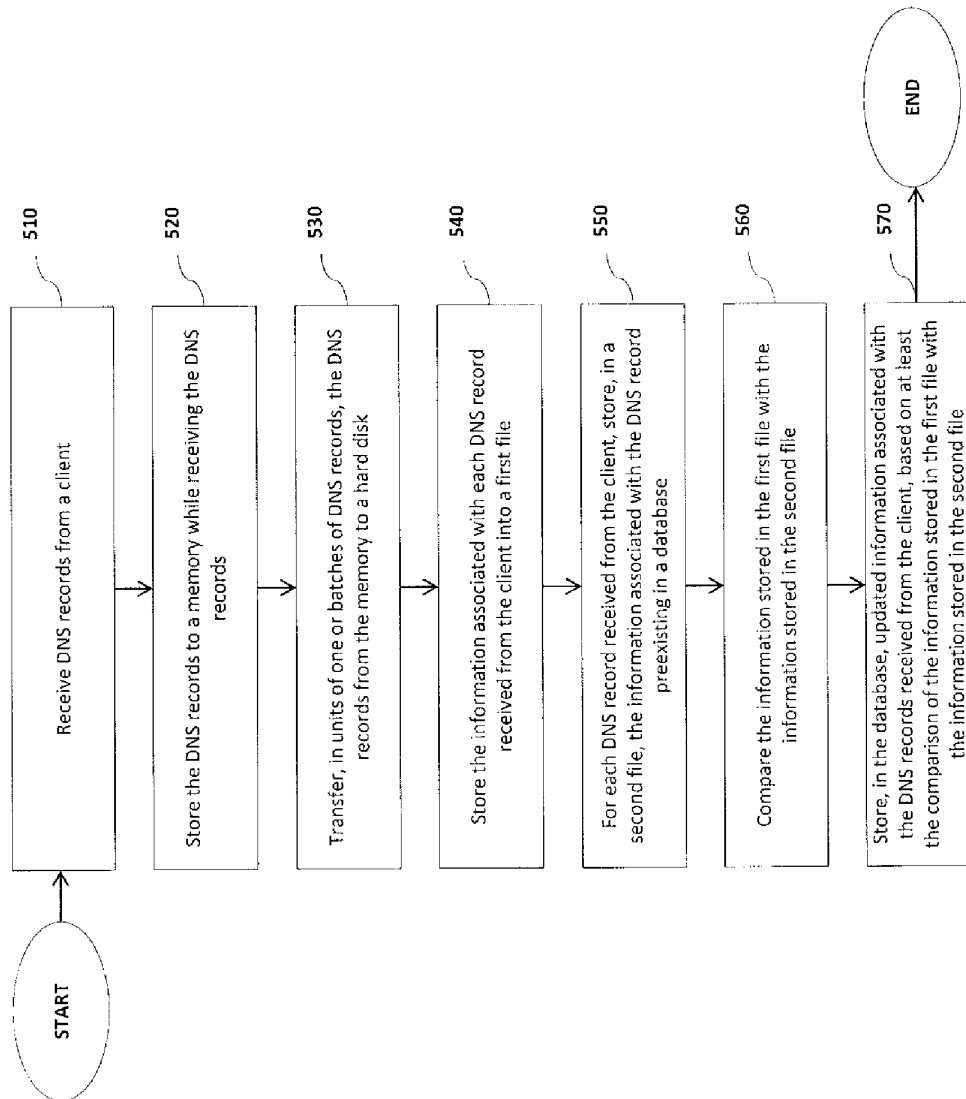 START
510
Receive DNS records from a client
520
Store the DNS records to a memory while receiving the DNS
records
530
Transfer, in units of one or batches of DNS records, the DNS
records from the memory to a hard disk
540
Store the information associated with each DNS record
received from the client into a first file
550
For each DNS record received from the client, store, in a
second file, the information associated with the DNS record
preexisting in a database
560
Compare the information stored in the first file with the
information stored in the second file
570
Store, in the database, updated information associated with
the DNS records received from the client, based on at least
the comparison of the information stored in the first file with
the information stored in the second file
END